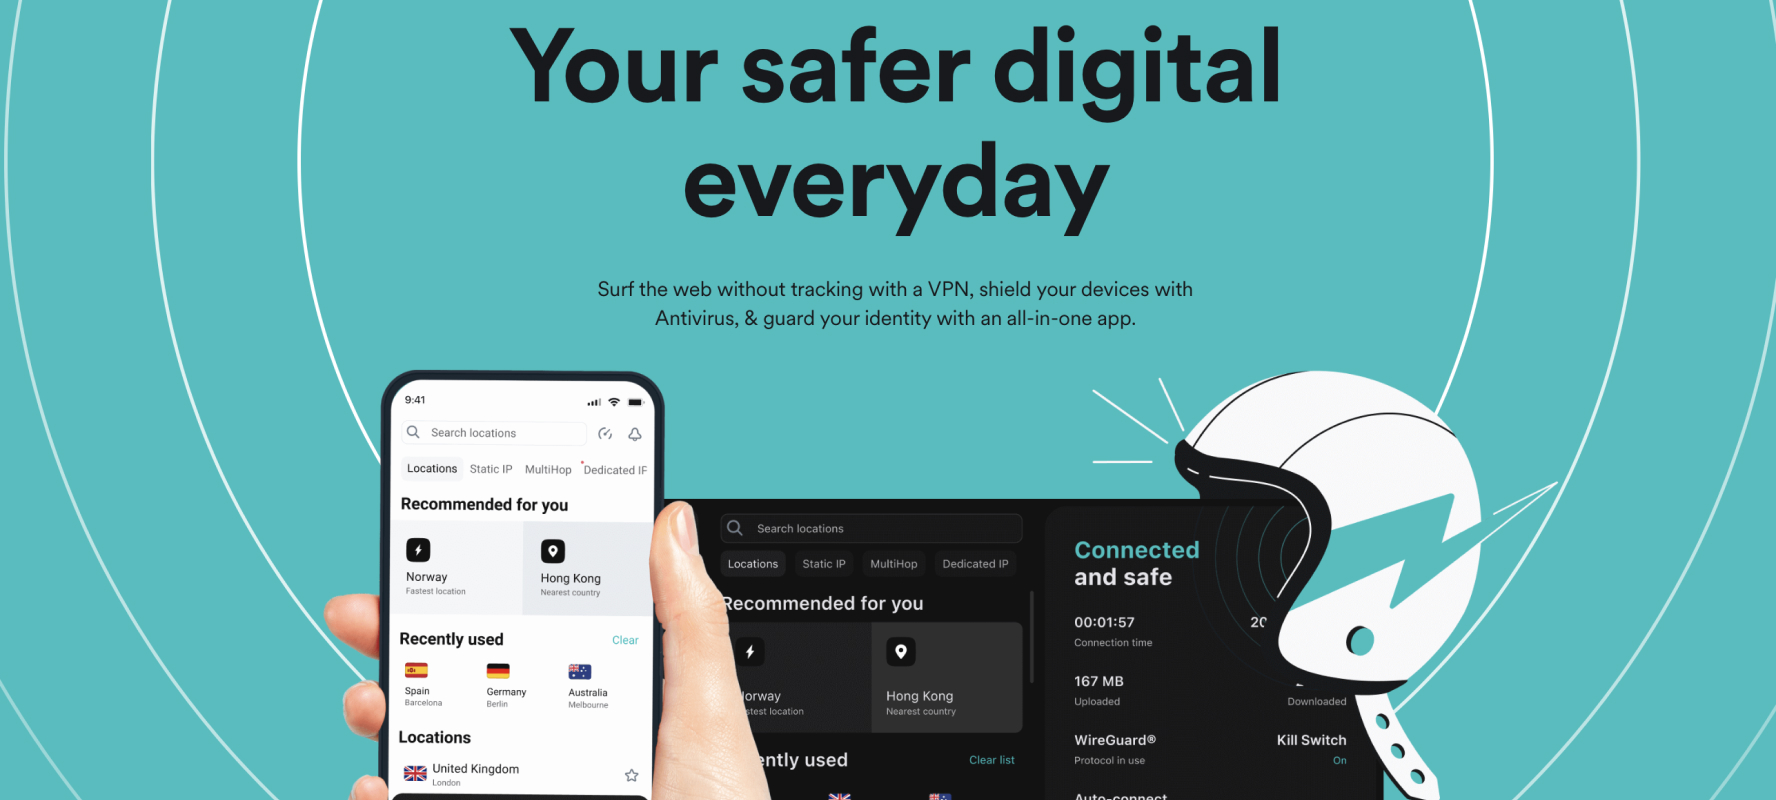 Your safer digital
everyday
Surf the web without tracking with a VPN, shield your devices with
Antivirus, & guard your identity with an all-in-one app.
9:41
Search locations
Locations Static IP MultiHop Dedicated IP
Recommended for you
Norway
Fastest location
Hong Kong
Nearest country
Recently used Clear
Spain
Barcelona
Germany
Berlin
Australia
Melbourne
Locations
United Kingdom
London
Search locations
Locations Static IP MultiHop Dedicated IP
Recommended for you
orway
stest location
Hong Kong
Nearest country
ently used Clear list
Connected
and safe
00:01:57
Connection time
20
167 MB
Uploaded
Downloaded
WireGuard®
Protocol in use
Kill Switch
On
Auto-connect